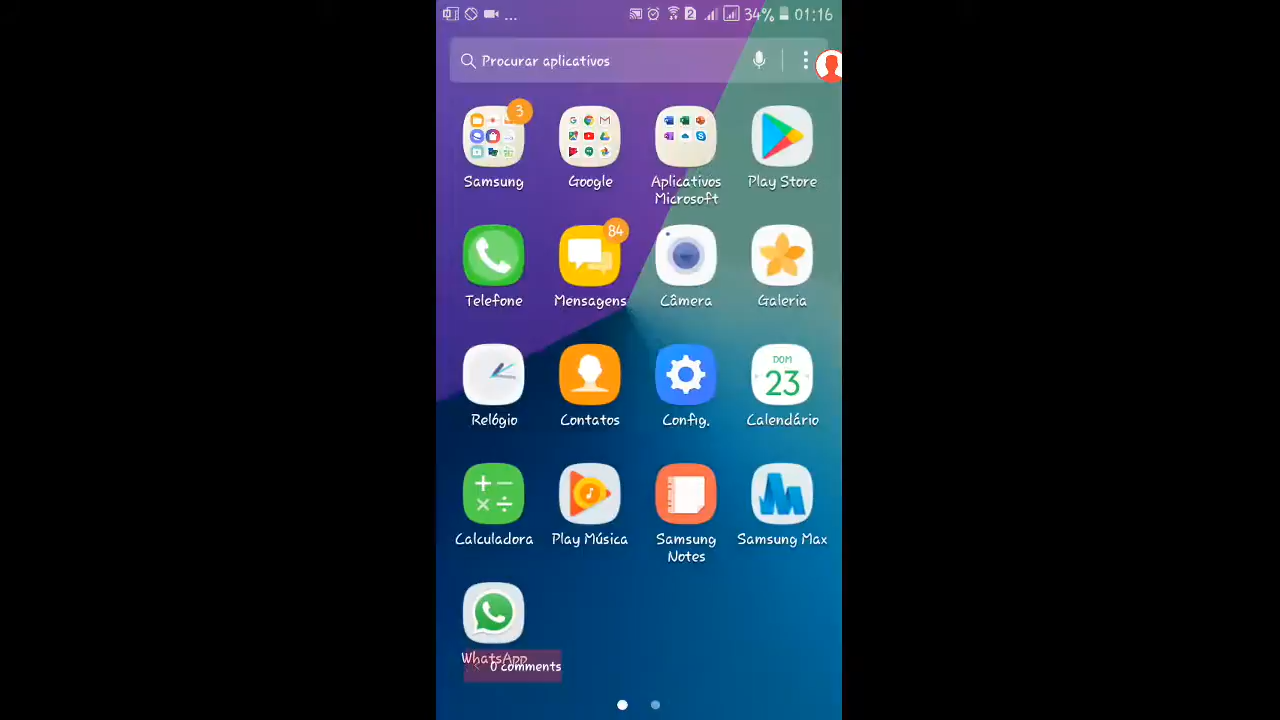 ... 2 34% 01:16
Procurar aplicativos
3
Samsung
Google
Aplicativos
Microsoft
Play Store
84
Telefone
Mensagens
Câmera
Galeria
DOM
23
Relógio
Contatos
Config.
Calendário
Calculadora
Play Música
Samsung
Notes
Samsung Max
WhatsApp
< 0 comments